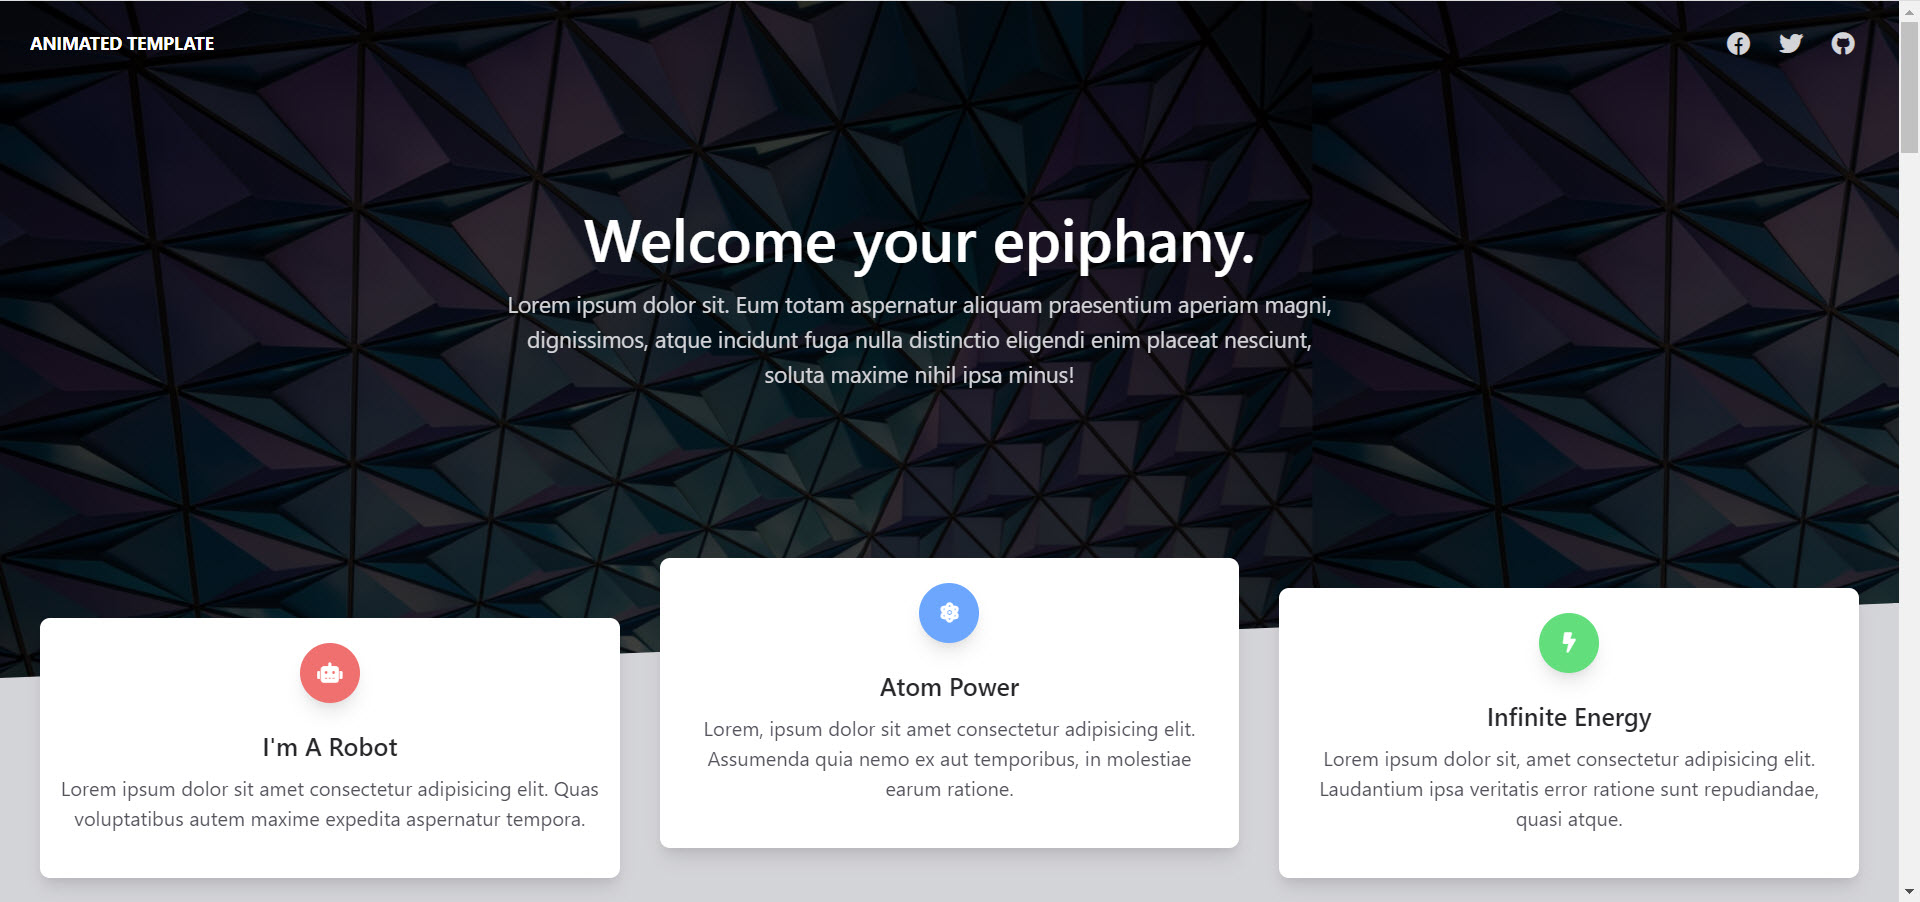 ANIMATED TEMPLATE
Welcome your epiphany.
Lorem ipsum dolor sit. Eum totam aspernatur aliquam praesentium aperiam magni,
dignissimos, atque incidunt fuga nulla distinctio eligendi enim placeat nesciunt,
soluta maxime nihil ipsa minus!
I'm A Robot
Lorem ipsum dolor sit amet consectetur adipisicing elit. Quas
voluptatibus autem maxime expedita aspernatur tempora.
Atom Power
Lorem, ipsum dolor sit amet consectetur adipisicing elit.
Assumenda quia nemo ex aut temporibus, in molestiae
earum ratione.
Infinite Energy
Lorem ipsum dolor sit, amet consectetur adipisicing elit.
Laudantium ipsa veritatis error ratione sunt repudiandae,
quasi atque.